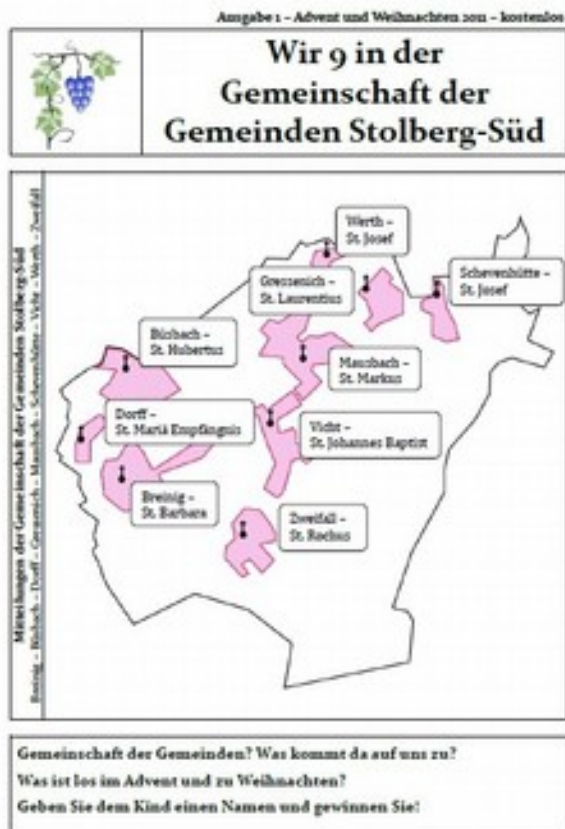 Ausgabe 1 – Advent und Weihnachten 2011 – kostenlos
Wir 9 in der
Gemeinschaft der
Gemeinden Stolberg-Süd
Mitteilungen der Gemeinschaft der Gemeinden Stolberg-Süd
Breinig – Büsbach – Dorff – Gressenich – Mausbach – Schevenhütte – Vicht – Werth – Zweifall
Werth –
St. Josef
Gressenich –
St. Laurentius
Schevenhütte –
St. Josef
Büsbach –
St. Hubertus
Mausbach –
St. Markus
Dorff –
St. Mariä Empfängnis
Vicht –
St. Johannes Baptist
Breinig –
St. Barbara
Zweifall –
St. Rochus
Gemeinschaft der Gemeinden? Was kommt da auf uns zu?
Was ist los im Advent und zu Weihnachten?
Geben Sie dem Kind einen Namen und gewinnen Sie!